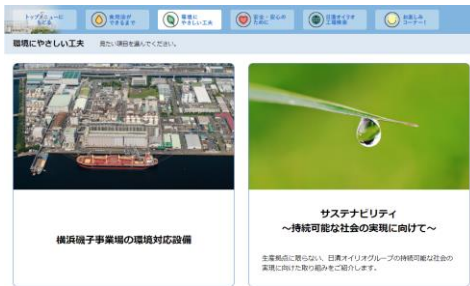 トップメニューに
もどる
食用油が
できるまで
環境に
やさしい工夫
安全・安心の
ために
日清オイリオ
工場検索
お楽しみ
コーナー！
環境にやさしい工夫 見たい項目を選んでください。
横浜磯子事業場の環境対応設備
サステナビリティ
～持続可能な社会の実現に向けて～
生産拠点に限らない、日清オイリオグループの持続可能な社会の
実現に向けた取り組みをご紹介します。